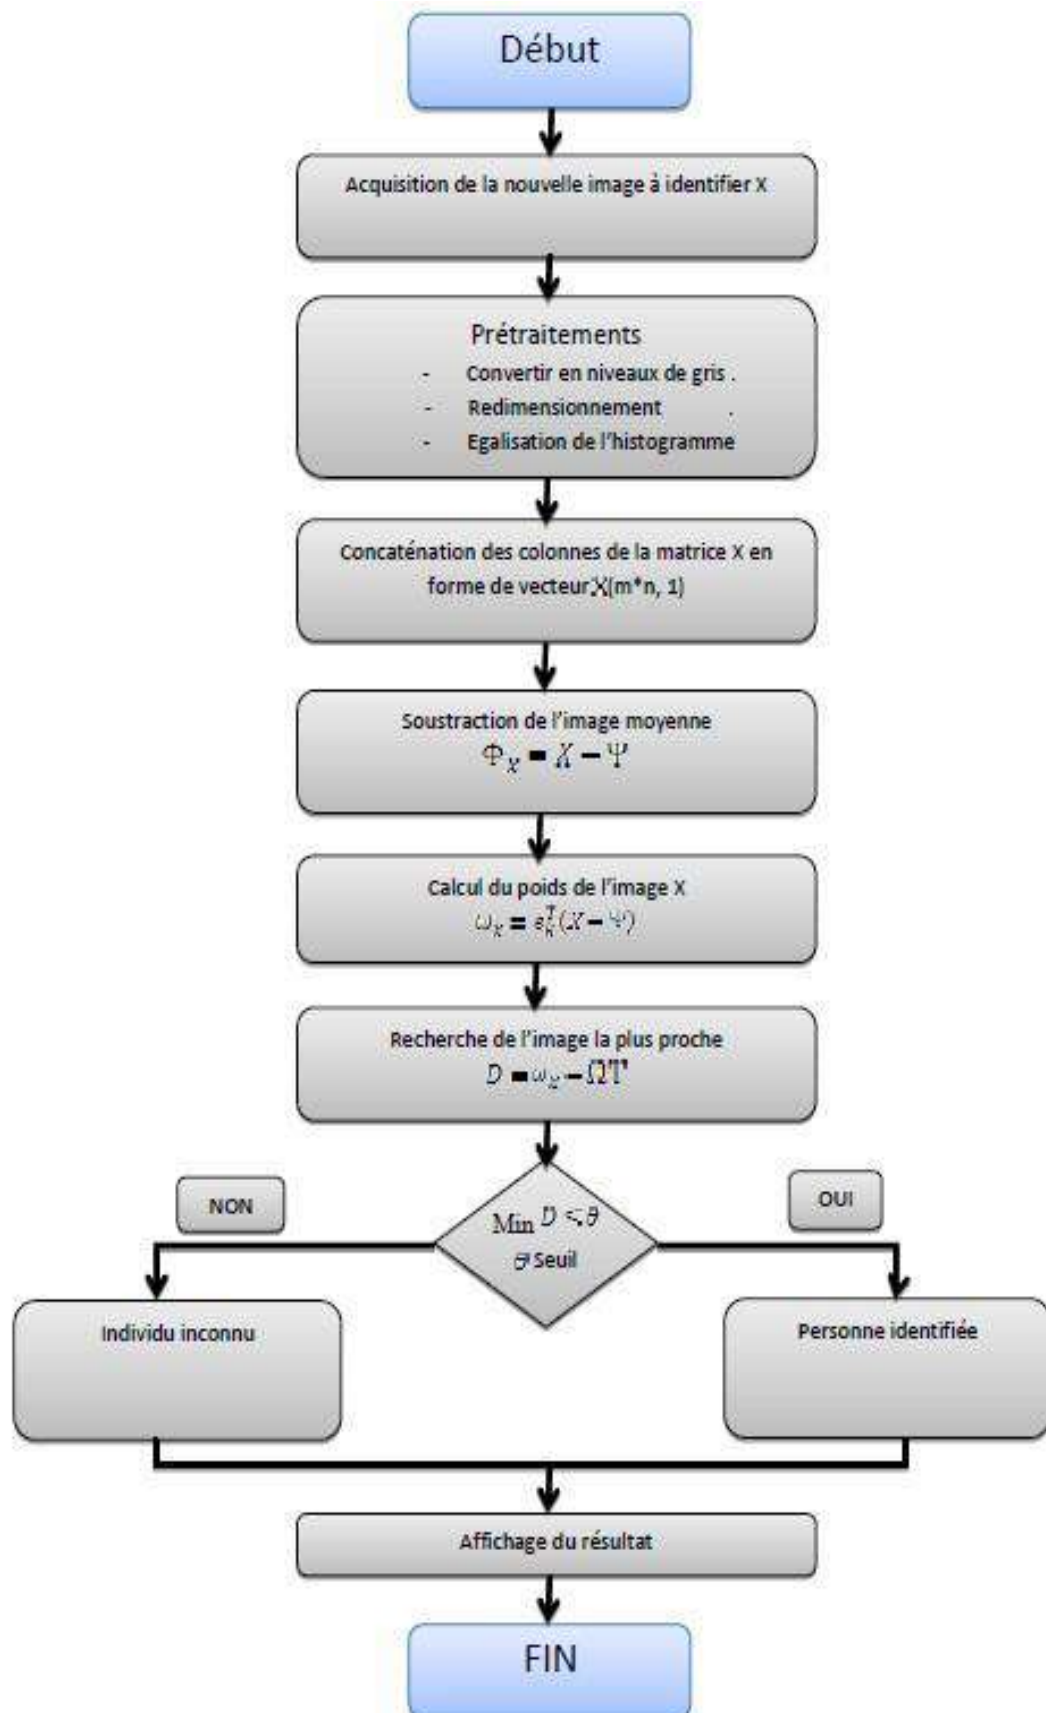 Début
Acquisition de la nouvelle image à identifier X
Prétraitements
- Convertir en niveaux de gris .
- Redimensionnement .
- Egalisation de l'histogramme
Concaténation des colonnes de la matrice X en
forme de vecteur X(m*n, 1)
Soustraction de l'image moyenne
Φ_X = X − Ψ
Calcul du poids de l'image X
(X − Ψ)
Recherche de l'image la plus proche
D =
NON
OUI
Min D < θ
θ Seuil
Individu inconnu
Personne identifiée
Affichage du résultat
FIN